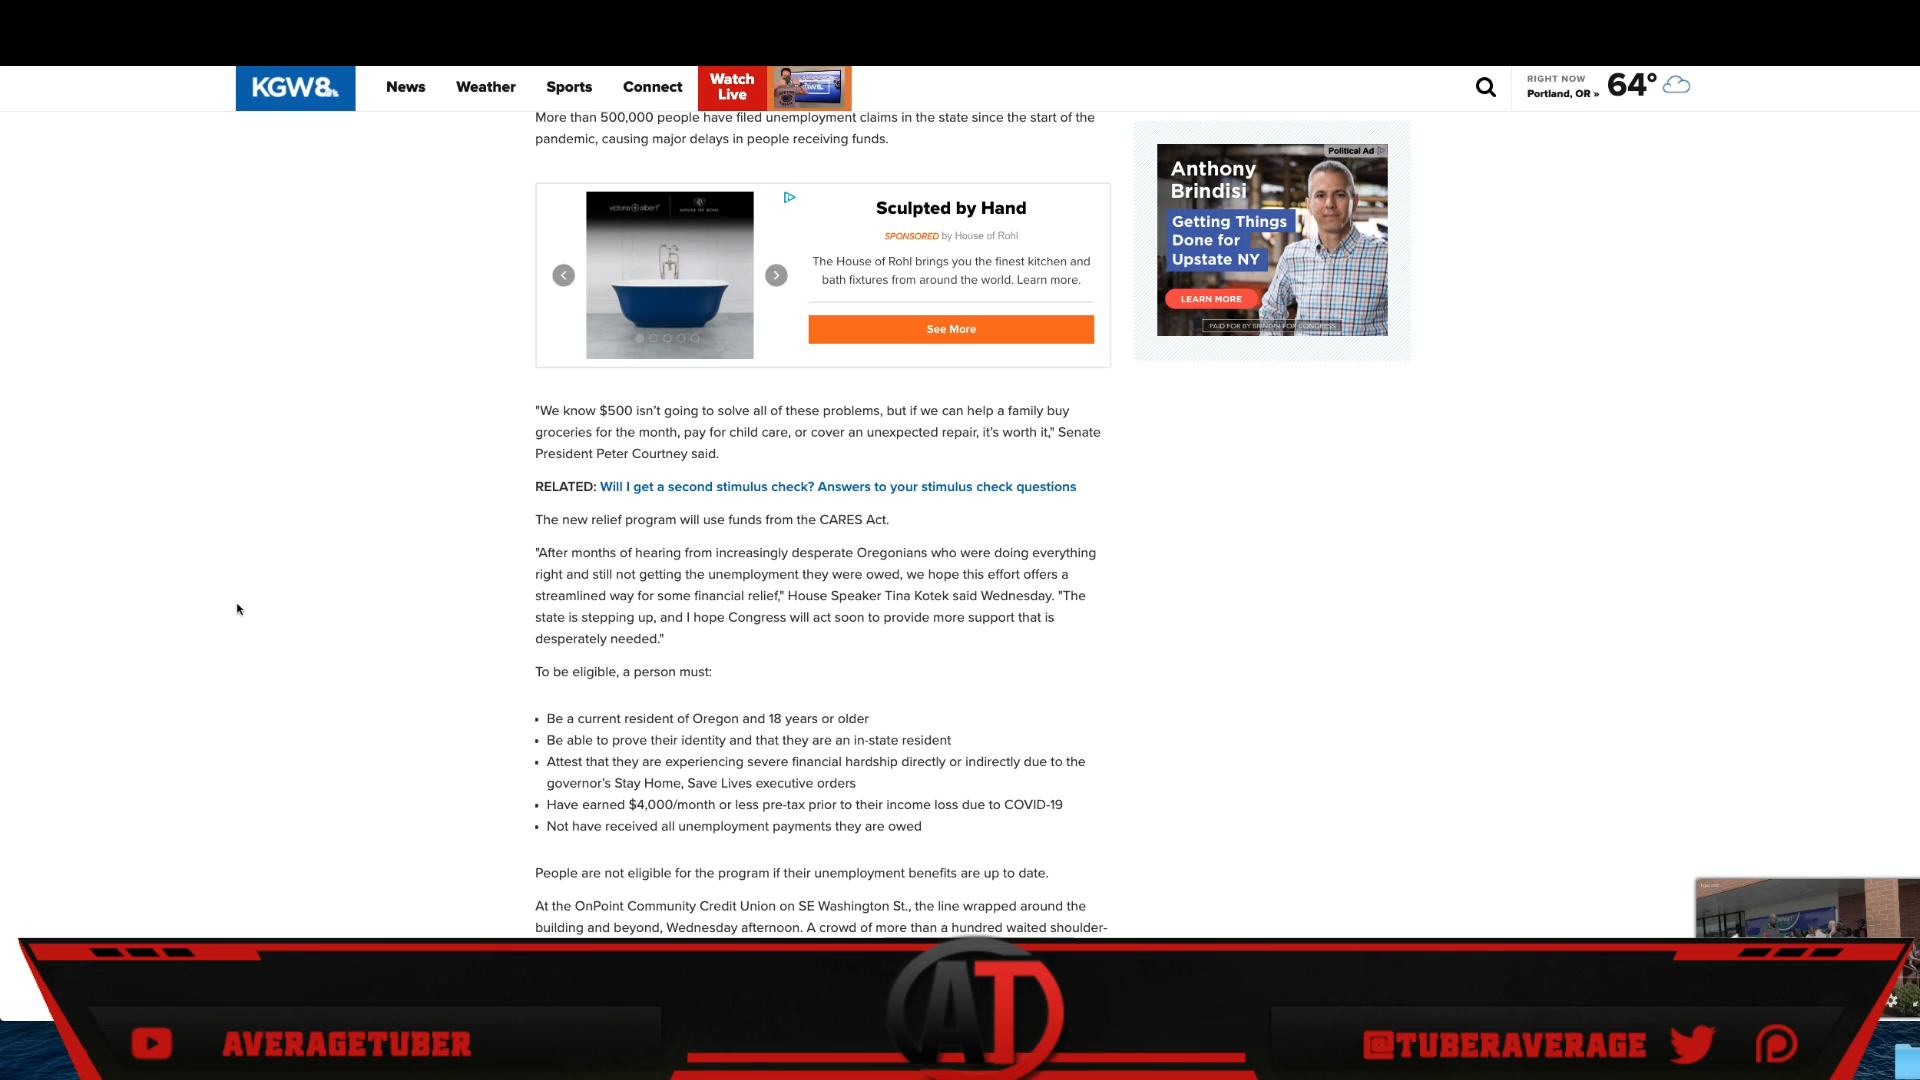 KGW8
News
Weather
Sports
Connect
Watch
Live
RIGHT NOW
Portland, OR »
64°
More than 500,000 people have filed unemployment claims in the state since the start of the
pandemic, causing major delays in people receiving funds.
victoria + albert
HOUSE OF ROHL
Sculpted by Hand
SPONSORED by House of Rohl
The House of Rohl brings you the finest kitchen and
bath fixtures from around the world. Learn more.
See More
Political Ad
Anthony
Brindisi
Getting Things
Done for
Upstate NY
LEARN MORE
PAID FOR BY BRINDISI FOR CONGRESS
"We know $500 isn't going to solve all of these problems, but if we can help a family buy
groceries for the month, pay for child care, or cover an unexpected repair, it's worth it," Senate
President Peter Courtney said.
RELATED: Will I get a second stimulus check? Answers to your stimulus check questions
The new relief program will use funds from the CARES Act.
"After months of hearing from increasingly desperate Oregonians who were doing everything
right and still not getting the unemployment they were owed, we hope this effort offers a
streamlined way for some financial relief," House Speaker Tina Kotek said Wednesday. "The
state is stepping up, and I hope Congress will act soon to provide more support that is
desperately needed."
To be eligible, a person must:
• Be a current resident of Oregon and 18 years or older
• Be able to prove their identity and that they are an in-state resident
• Attest that they are experiencing severe financial hardship directly or indirectly due to the
governor's Stay Home, Save Lives executive orders
• Have earned $4,000/month or less pre-tax prior to their income loss due to COVID-19
• Not have received all unemployment payments they are owed
People are not eligible for the program if their unemployment benefits are up to date.
At the OnPoint Community Credit Union on SE Washington St., the line wrapped around the
building and beyond, Wednesday afternoon. A crowd of more than a hundred waited shoulder-
AT
AVERAGETUBER
@TUBERAVERAGE